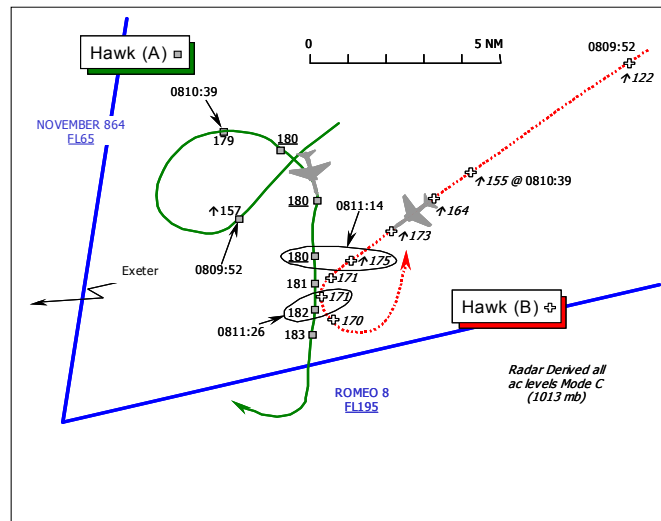 Hawk (A)
0 5 NM
0809:52
↑122
0810:39
NOVEMBER 864
FL65
179
180
↑155 @ 0810:39
↑157
180
↑164
0811:14
↑173
0809:52
Exeter
180
↑175
171
181
171
182
170
0811:26
183
Hawk (B)
ROMEO 8
FL195
Radar Derived all
ac levels Mode C
(1013 mb)